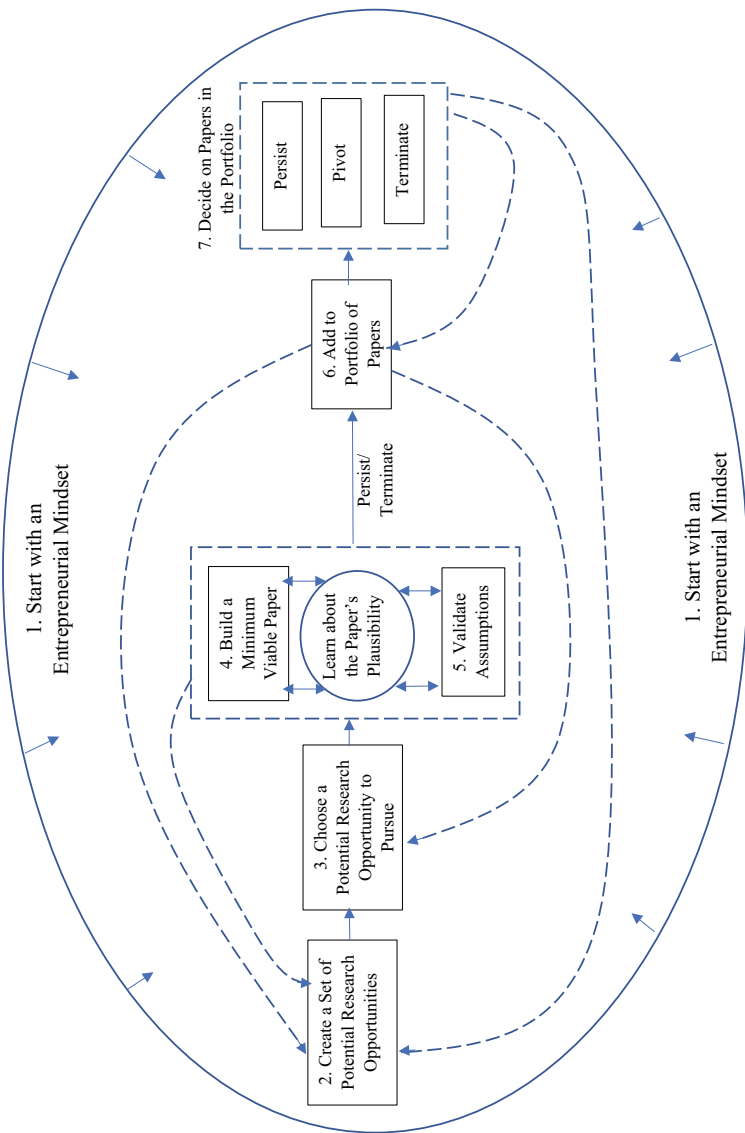 1. Start with an
Entrepreneurial Mindset
2. Create a Set of
Potential Research
Opportunities
3. Choose a
Potential Research
Opportunity to
Pursue
4. Build a
Minimum
Viable Paper
Learn about
the Paper's
Plausibility
5. Validate
Assumptions
Persist/
Terminate
6. Add to
Portfolio of
Papers
7. Decide on Papers in
the Portfolio
Persist
Pivot
Terminate
1. Start with an
Entrepreneurial Mindset